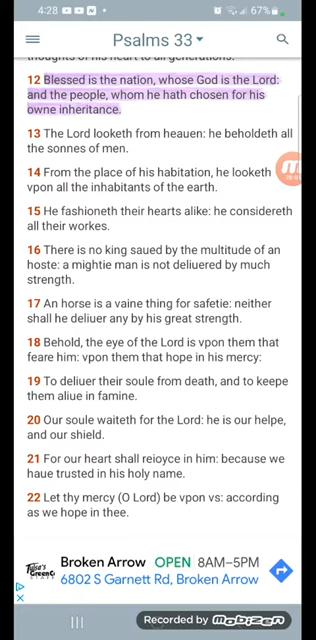 4:28 67%
Psalms 33
thoughts of his heart to all generations.
12 Blessed is the nation, whose God is the Lord:
and the people, whom he hath chosen for his
owne inheritance.
13 The Lord looketh from heauen: he beholdeth all
the sonnes of men.
14 From the place of his habitation, he looketh
vpon all the inhabitants of the earth.
15 He fashioneth their hearts alike: he considereth
all their workes.
16 There is no king saued by the multitude of an
hoste: a mightie man is not deliuered by much
strength.
17 An horse is a vaine thing for safetie: neither
shall he deliuer any by his great strength.
18 Behold, the eye of the Lord is vpon them that
feare him: vpon them that hope in his mercy:
19 To deliuer their soule from death, and to keepe
them aliue in famine.
20 Our soule waiteth for the Lord: he is our helpe,
and our shield.
21 For our heart shall reioyce in him: because we
haue trusted in his holy name.
22 Let thy mercy (O Lord) be vpon vs: according
as we hope in thee.
Tulsa's
GreenC
Broken Arrow OPEN 8AM–5PM
6802 S Garnett Rd, Broken Arrow
Recorded by MOBIZEN